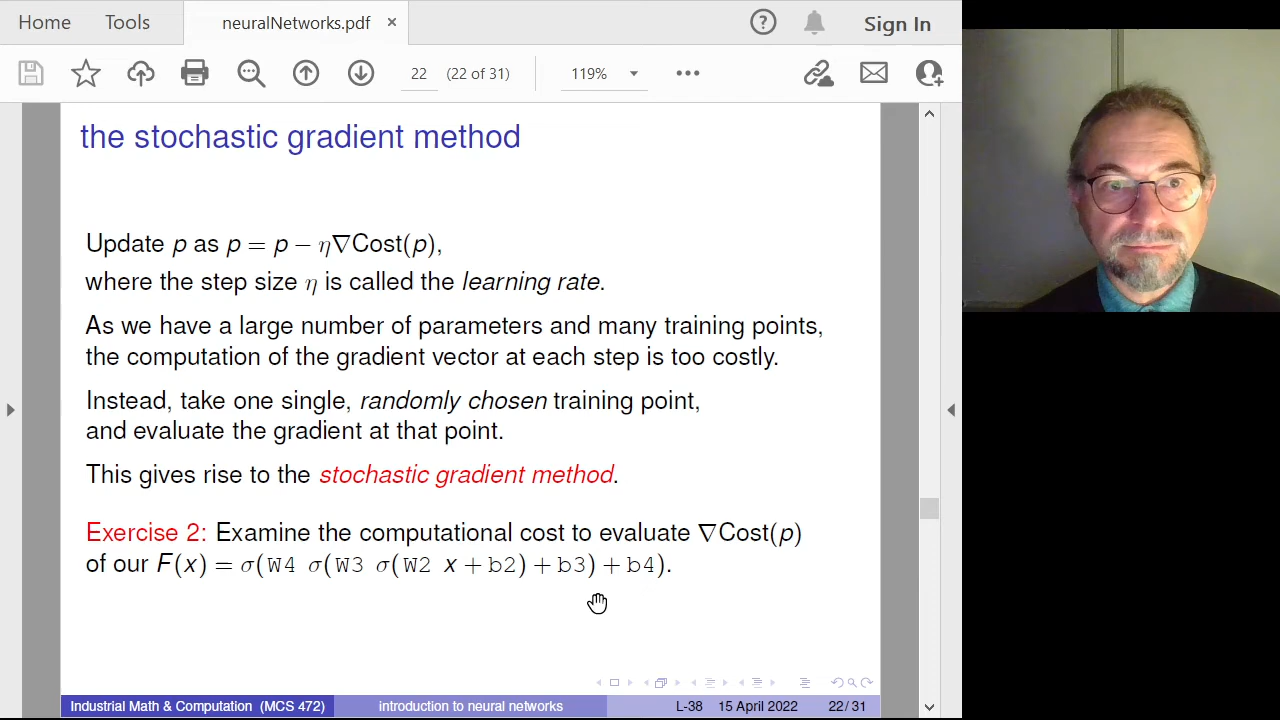 Home Tools neuralNetworks.pdf × Sign In
22 (22 of 31) 119%
the stochastic gradient method
Update p as p = p − η∇Cost(p),
where the step size η is called the learning rate.
As we have a large number of parameters and many training points,
the computation of the gradient vector at each step is too costly.
Instead, take one single, randomly chosen training point,
and evaluate the gradient at that point.
This gives rise to the stochastic gradient method.
Exercise 2: Examine the computational cost to evaluate ∇Cost(p)
of our F(x) = σ(W4 σ(W3 σ(W2 x + b2) + b3) + b4).
Industrial Math & Computation (MCS 472) introduction to neural networks L-38 15 April 2022 22/31